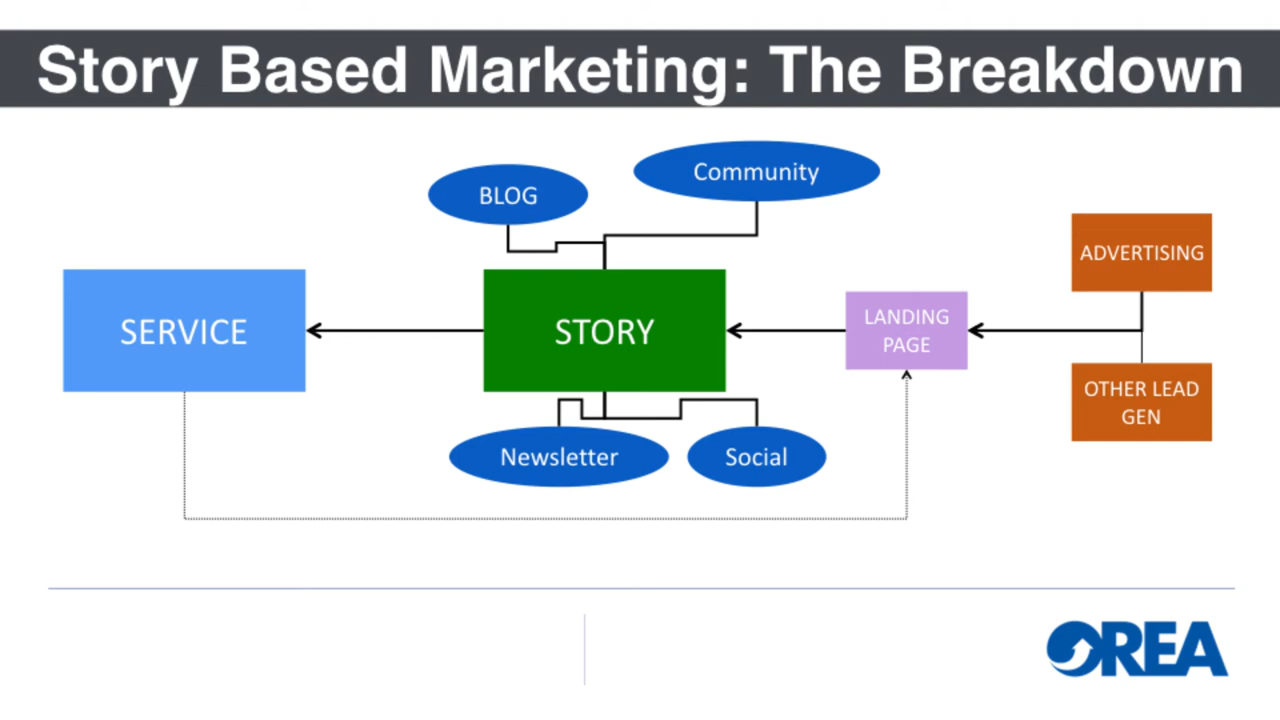 Story Based Marketing: The Breakdown
Community
BLOG
ADVERTISING
SERVICE
STORY
LANDING
PAGE
OTHER LEAD
GEN
Newsletter
Social
OREA